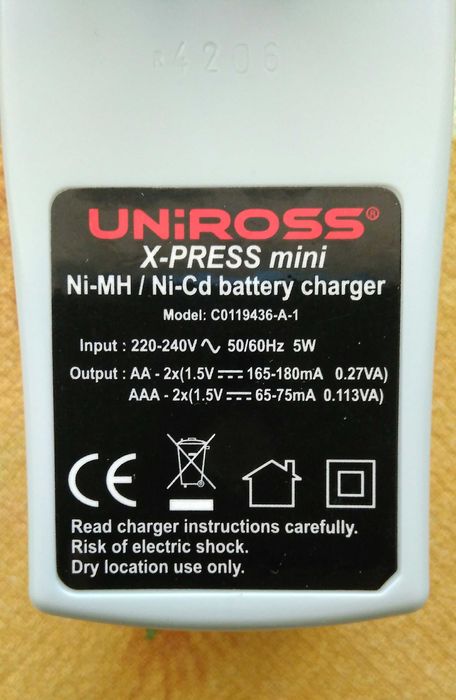 R4206
UNiROSS®
X-PRESS mini
Ni-MH / Ni-Cd battery charger
Model: C0119436-A-1
Input : 220-240V ∿ 50/60Hz 5W
Output : AA - 2x(1.5V ⎓ 165-180mA 0.27VA)
AAA - 2x(1.5V ⎓ 65-75mA 0.113VA)
CE
Read charger instructions carefully.
Risk of electric shock.
Dry location use only.